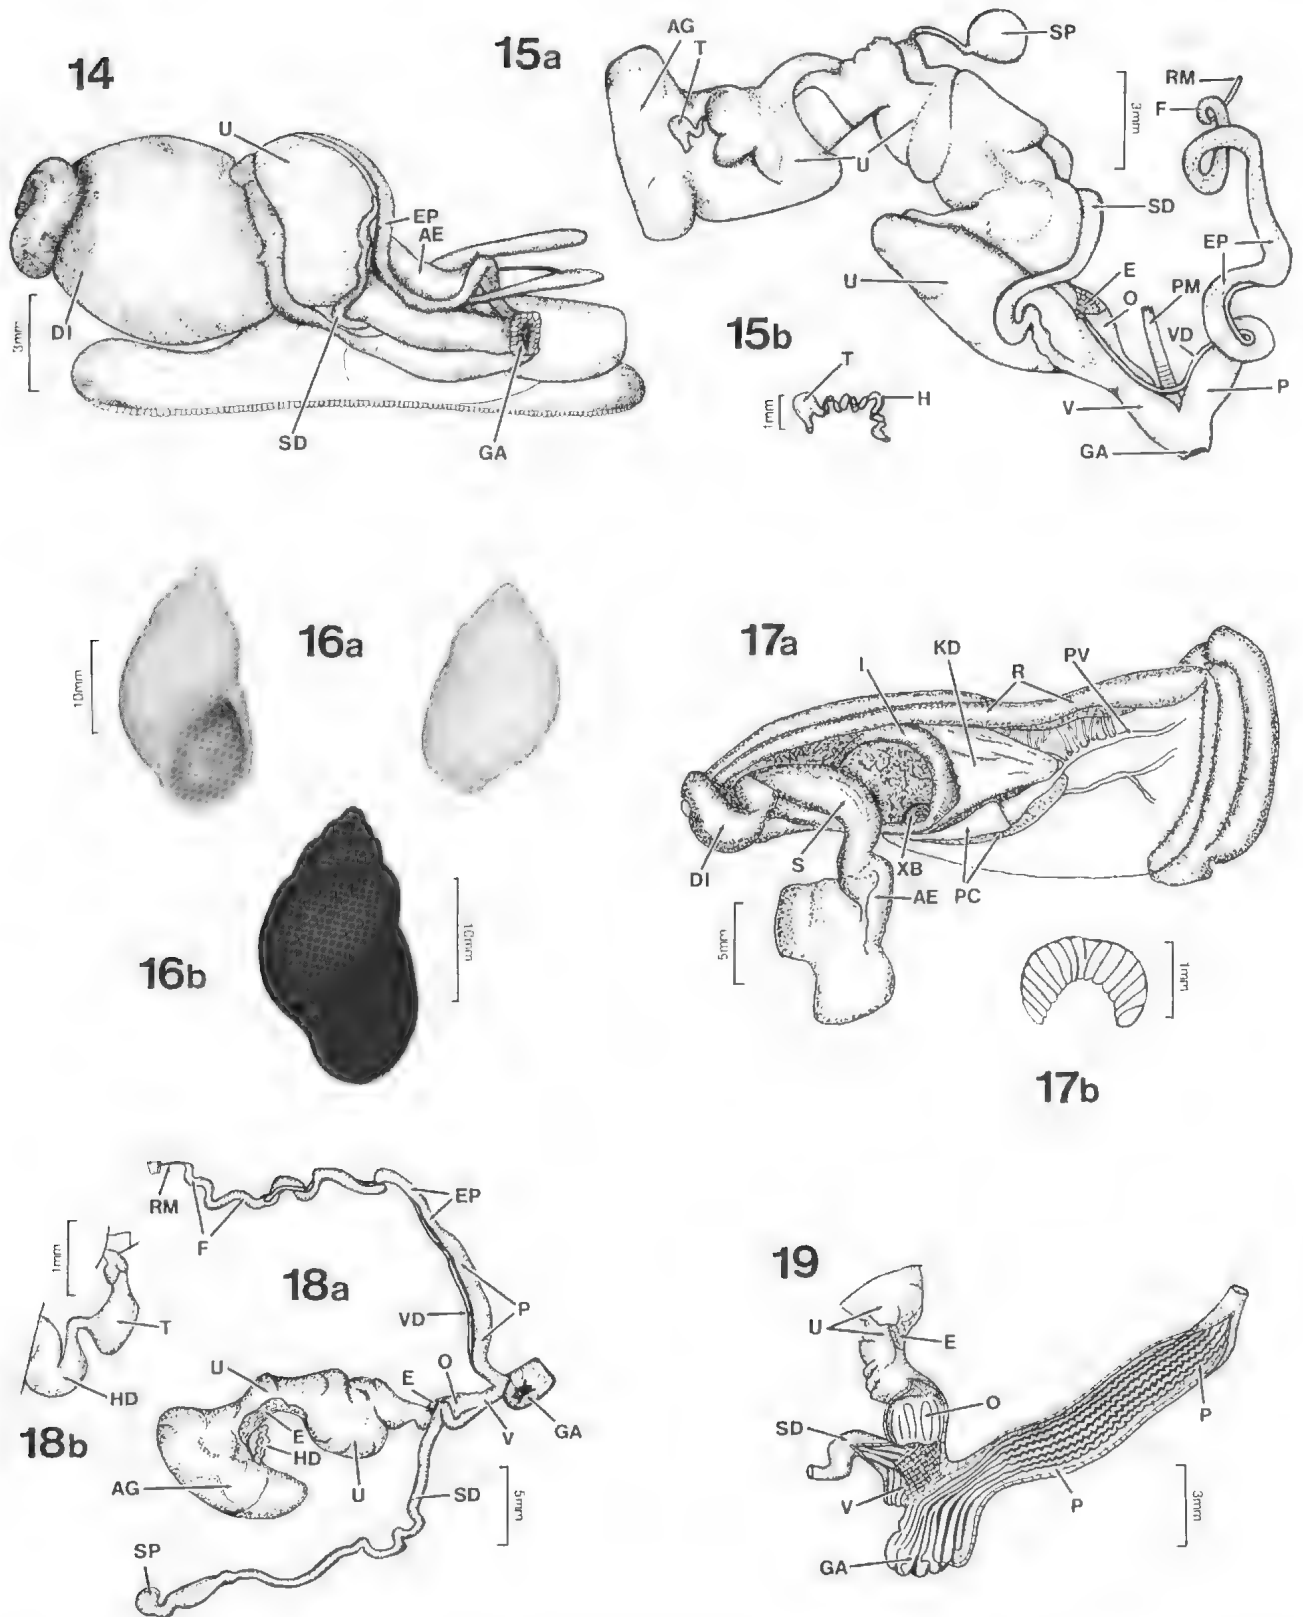 14
U
EP
AE
DI
3mm
SD
GA
15a
AG
T
SP
U
3mm
RM
F
SD
EP
U
E
O
PM
VD
P
V
GA
15b
T
H
1mm
16a
10mm
16b
10mm
17a
I
KD
R
PV
DI
S
XB
AE
PC
5mm
1mm
17b
RM
F
EP
18a
1mm
T
HD
18b
VD
P
U
E
O
GA
V
E
HD
AG
U
SD
5mm
SP
19
U
E
O
SD
P
V
P
3mm
GA